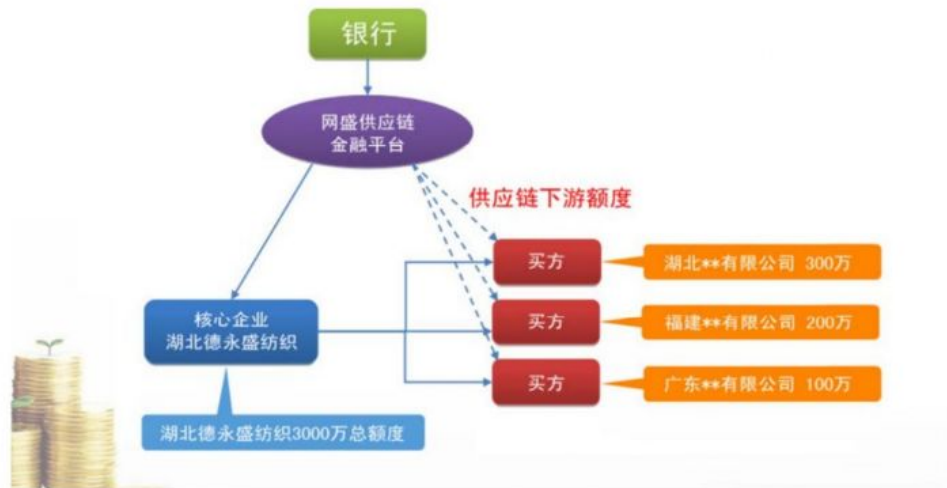 银行
网盛供应链
金融平台
供应链下游额度
买方
湖北**有限公司 300万
核心企业
湖北德永盛纺织
买方
福建**有限公司 200万
买方
广东**有限公司 100万
湖北德永盛纺织3000万总额度